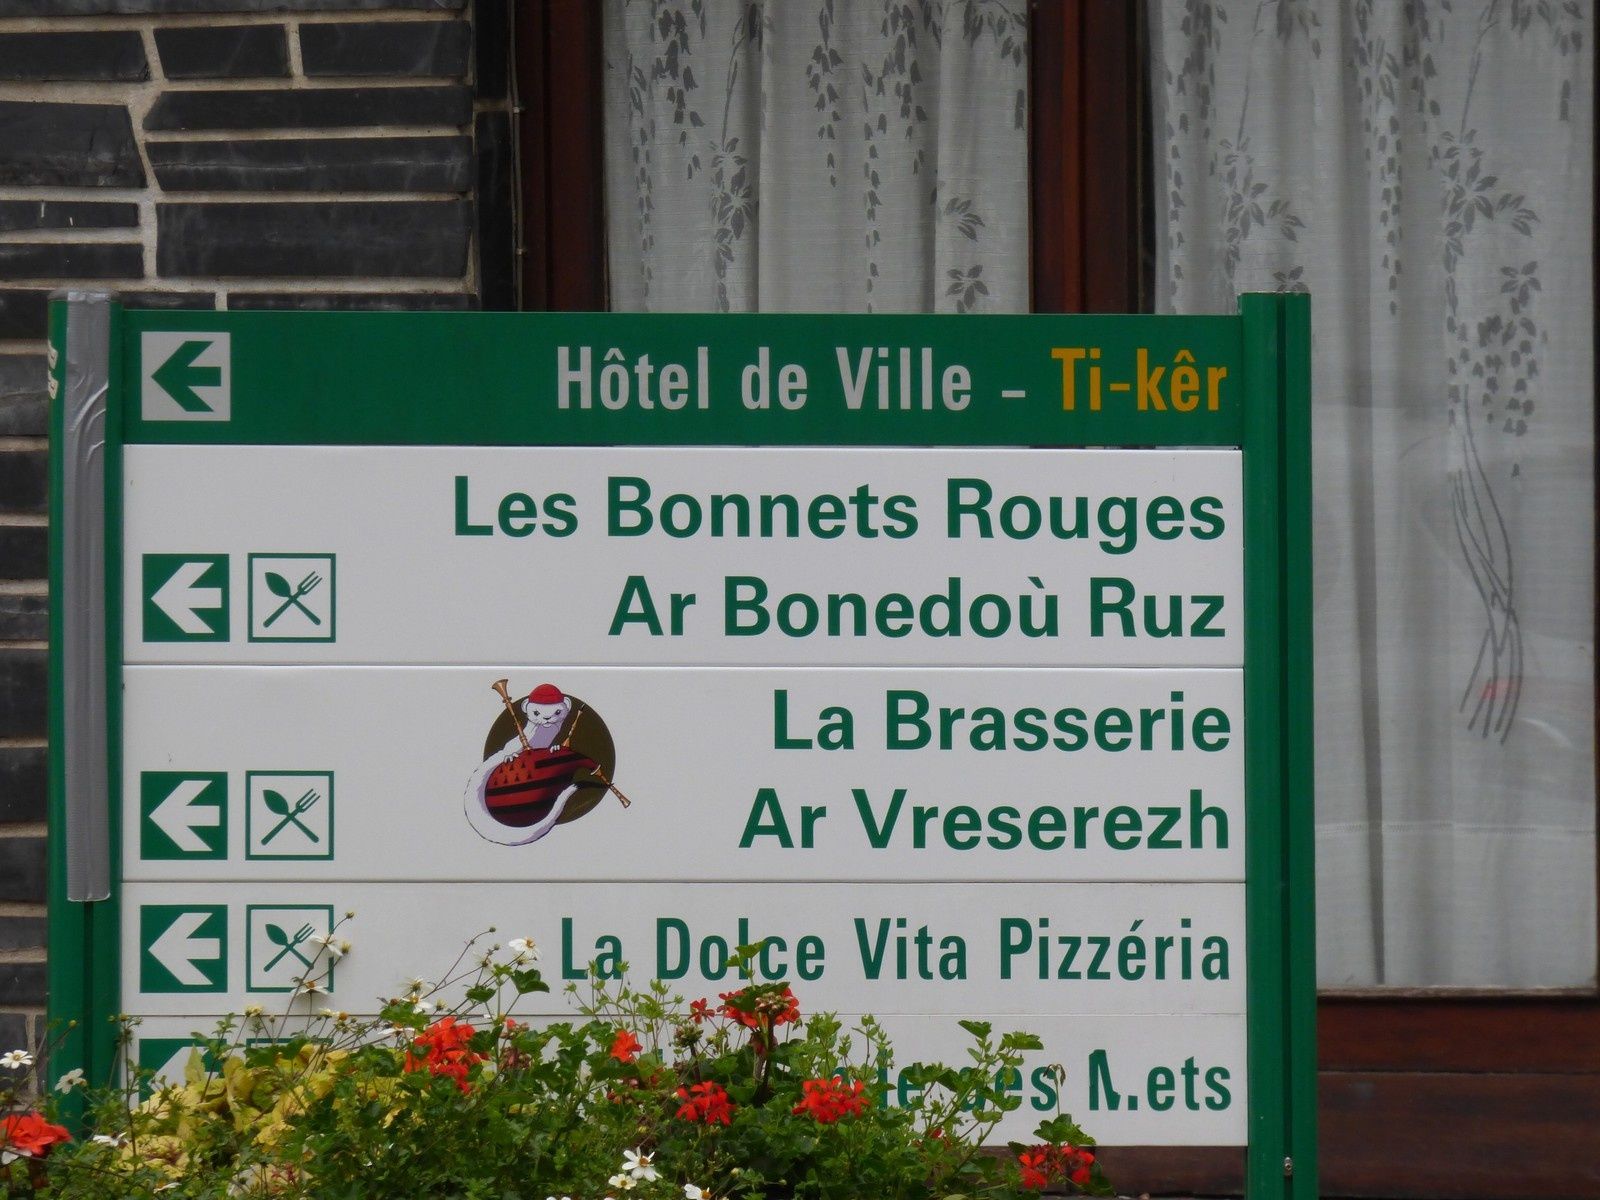 Hôtel de Ville - Ti-kêr
Les Bonnets Rouges
Ar Bonedoù Ruz
La Brasserie
Ar Vreserezh
La Dolce Vita Pizzéria
des